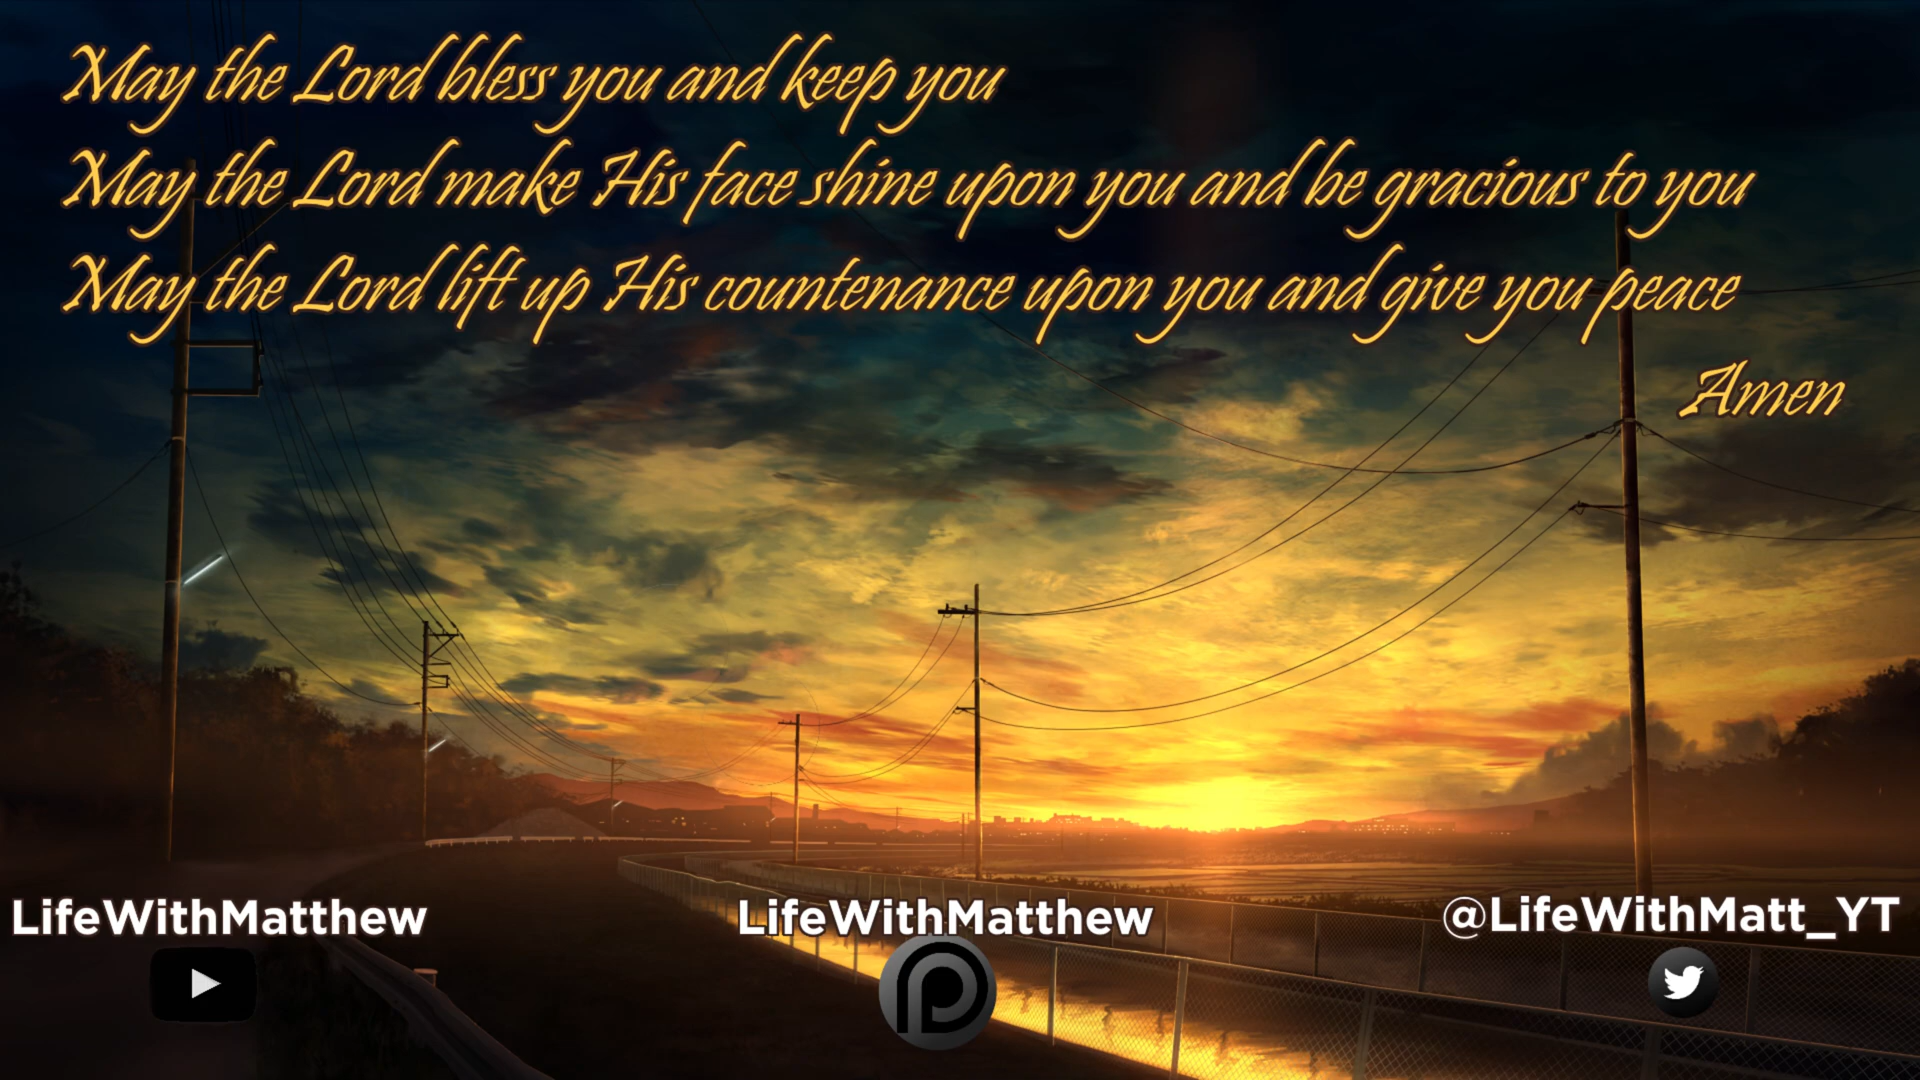 May the Lord bless you and keep you
May the Lord make His face shine upon you and be gracious to you
May the Lord lift up His countenance upon you and give you peace
Amen
LifeWithMatthew
LifeWithMatthew
@LifeWithMatt_YT